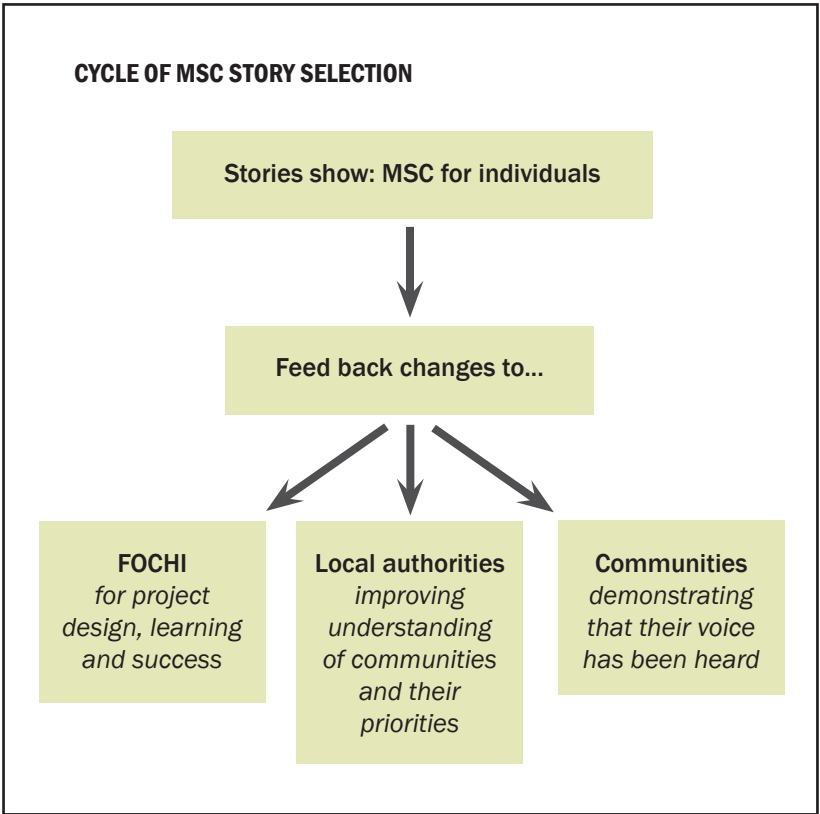 CYCLE OF MSC STORY SELECTION
Stories show: MSC for individuals
Feed back changes to...
FOCHI
for project
design, learning
and success
Local authorities
improving
understanding
of communities
and their
priorities
Communities
demonstrating
that their voice
has been heard